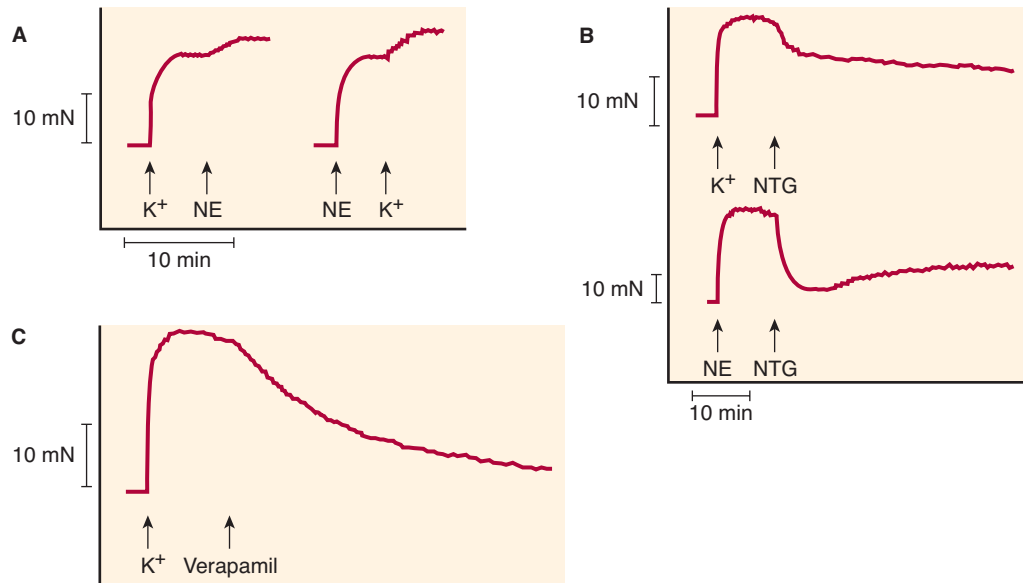 A
10 mN
K+ NE NE K+
10 min
B
10 mN
K+ NTG
10 mN
NE NTG
10 min
C
10 mN
K+ Verapamil